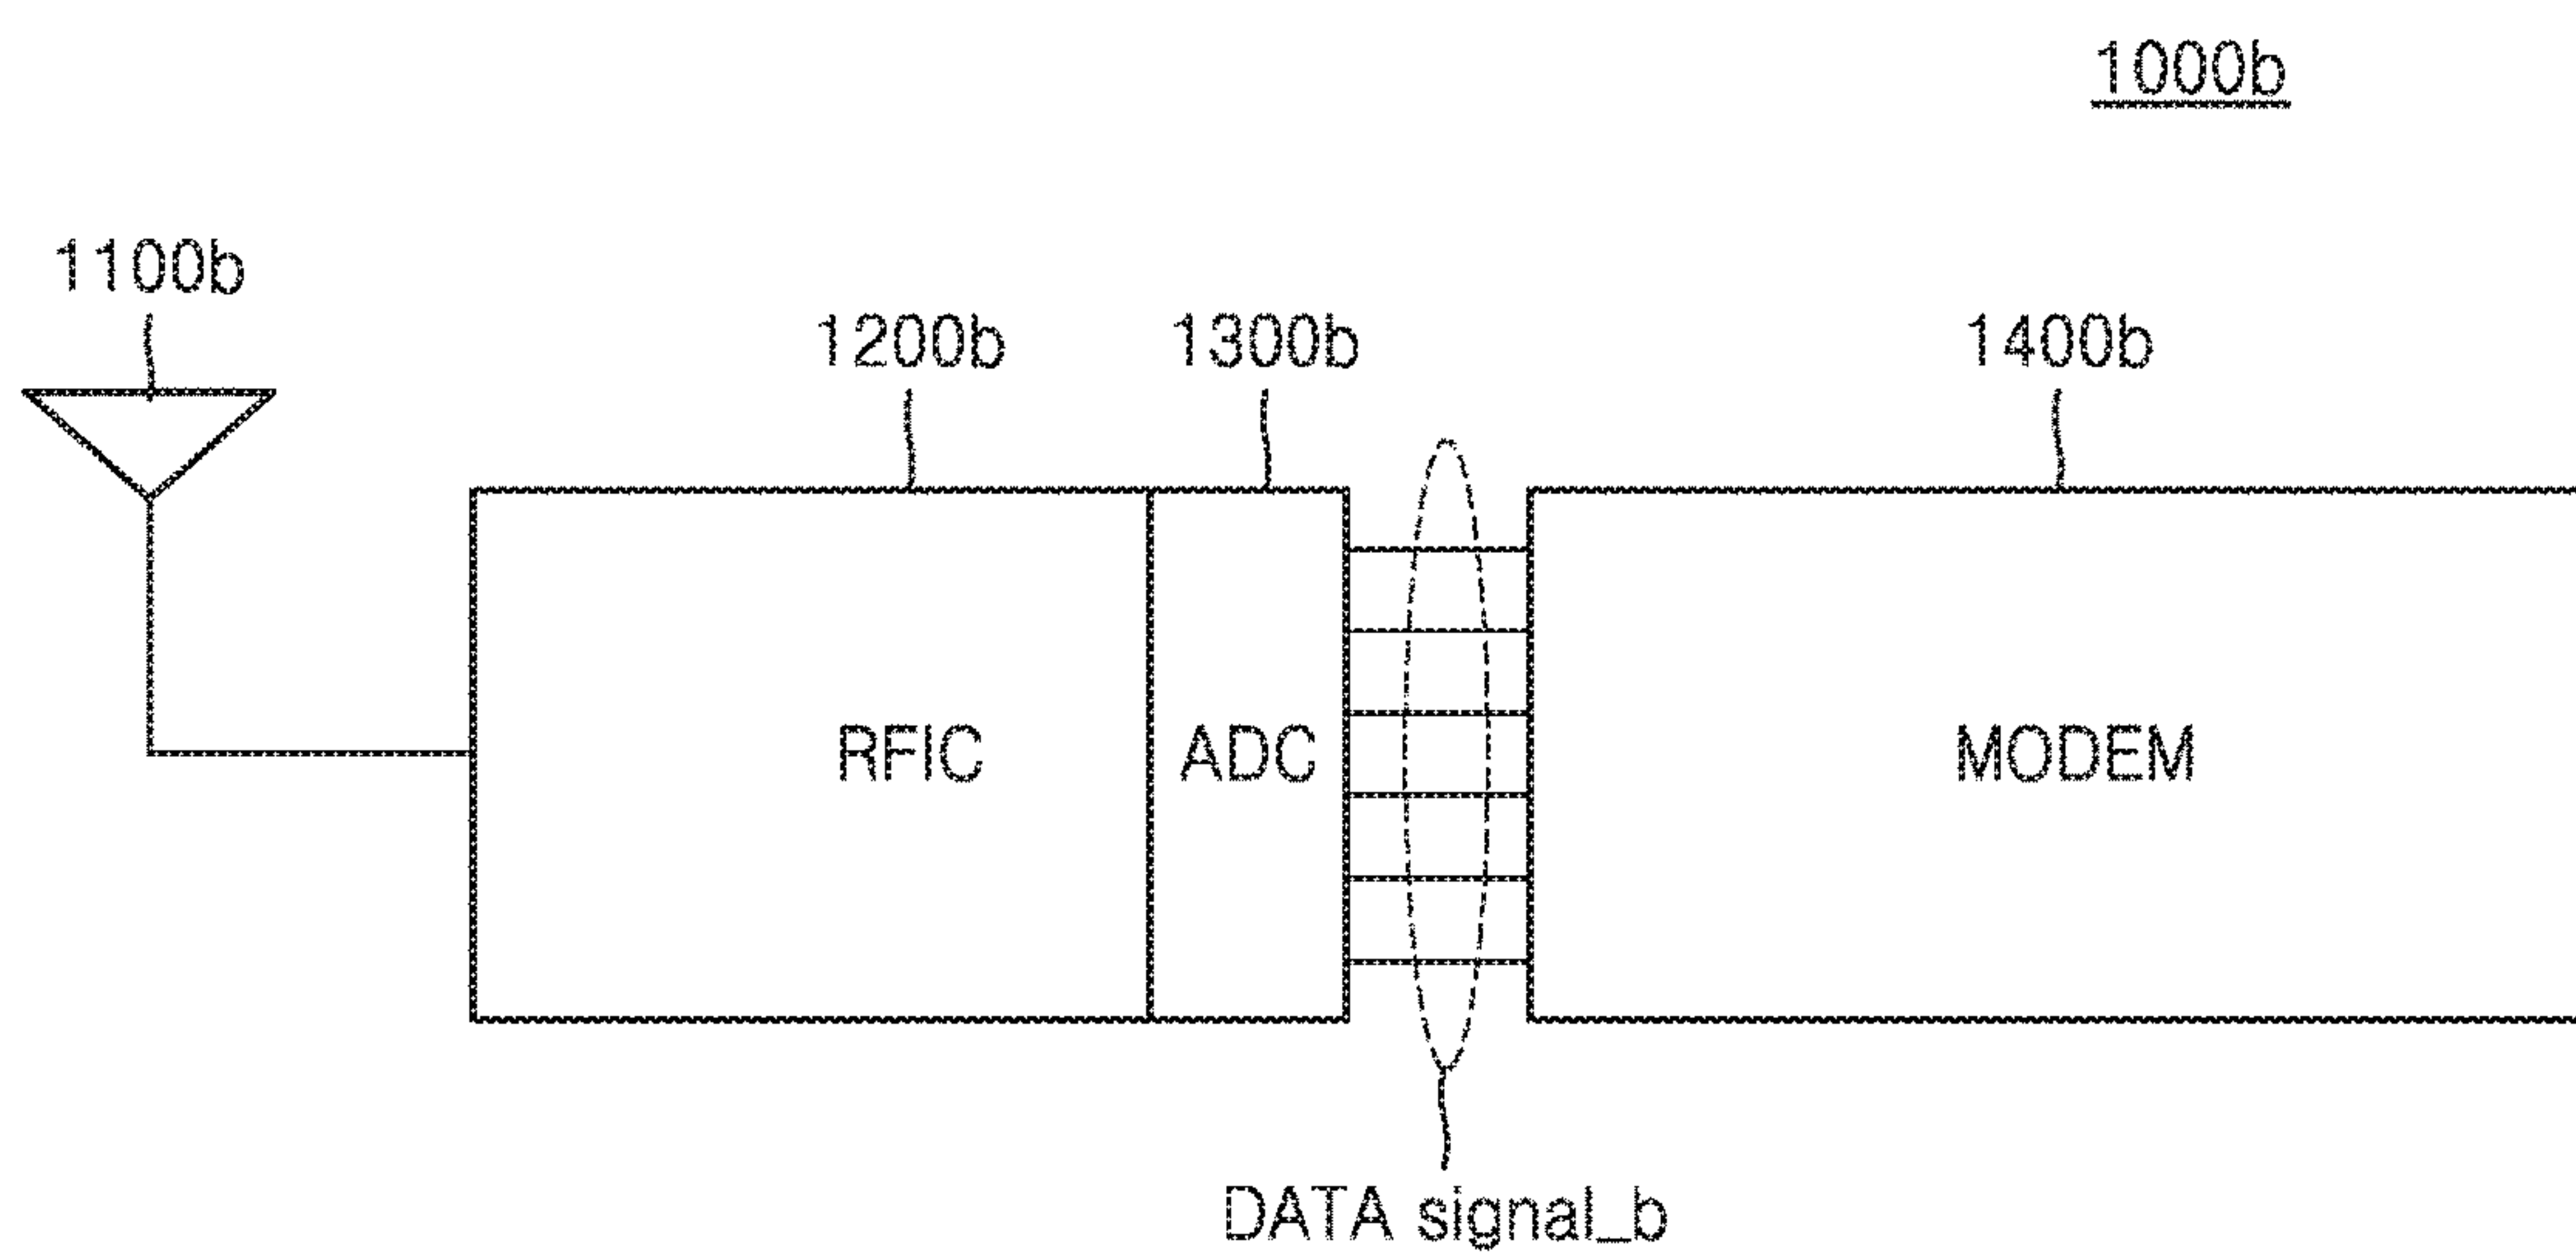 1000b
1100b
1200b
1300b
1400b
RFIC
ADC
MODEM
DATA signal_b